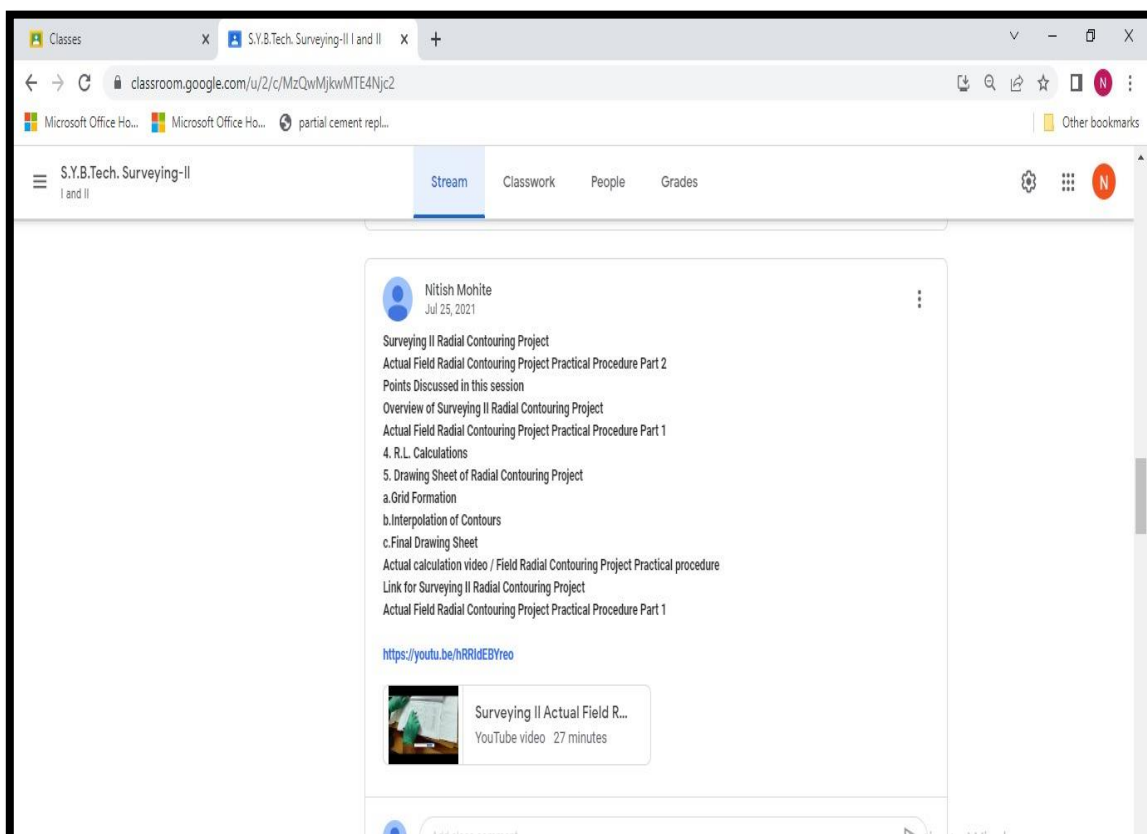 Classes
S.Y.B.Tech. Surveying-II I and II
classroom.google.com/u/2/c/MzQwMjkwMTE4Njc2
N
Microsoft Office Ho...
Microsoft Office Ho...
partial cement repl...
Other bookmarks
S.Y.B.Tech. Surveying-II
I and II
Stream
Classwork
People
Grades
N
Nitish Mohite
Jul 25, 2021
Surveying II Radial Contouring Project
Actual Field Radial Contouring Project Practical Procedure Part 2
Points Discussed in this session
Overview of Surveying II Radial Contouring Project
Actual Field Radial Contouring Project Practical Procedure Part 1
4. R.L. Calculations
5. Drawing Sheet of Radial Contouring Project
a.Grid Formation
b.Interpolation of Contours
c.Final Drawing Sheet
Actual calculation video / Field Radial Contouring Project Practical procedure
Link for Surveying II Radial Contouring Project
Actual Field Radial Contouring Project Practical Procedure Part 1
https://youtu.be/hRRIdEBYreo
Surveying II Actual Field R...
YouTube video 27 minutes